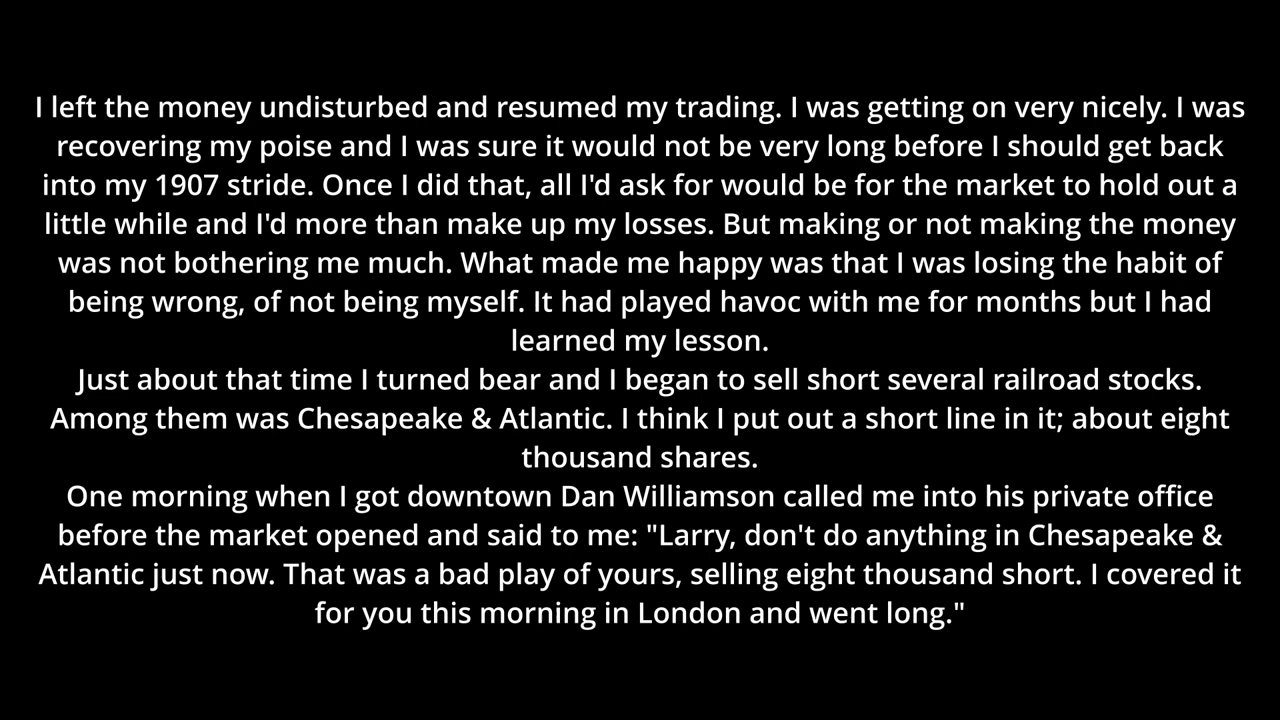 I left the money undisturbed and resumed my trading. I was getting on very nicely. I was
recovering my poise and I was sure it would not be very long before I should get back
into my 1907 stride. Once I did that, all I'd ask for would be for the market to hold out a
little while and I'd more than make up my losses. But making or not making the money
was not bothering me much. What made me happy was that I was losing the habit of
being wrong, of not being myself. It had played havoc with me for months but I had
learned my lesson.
Just about that time I turned bear and I began to sell short several railroad stocks.
Among them was Chesapeake & Atlantic. I think I put out a short line in it; about eight
thousand shares.
One morning when I got downtown Dan Williamson called me into his private office
before the market opened and said to me: "Larry, don't do anything in Chesapeake &
Atlantic just now. That was a bad play of yours, selling eight thousand short. I covered it
for you this morning in London and went long."